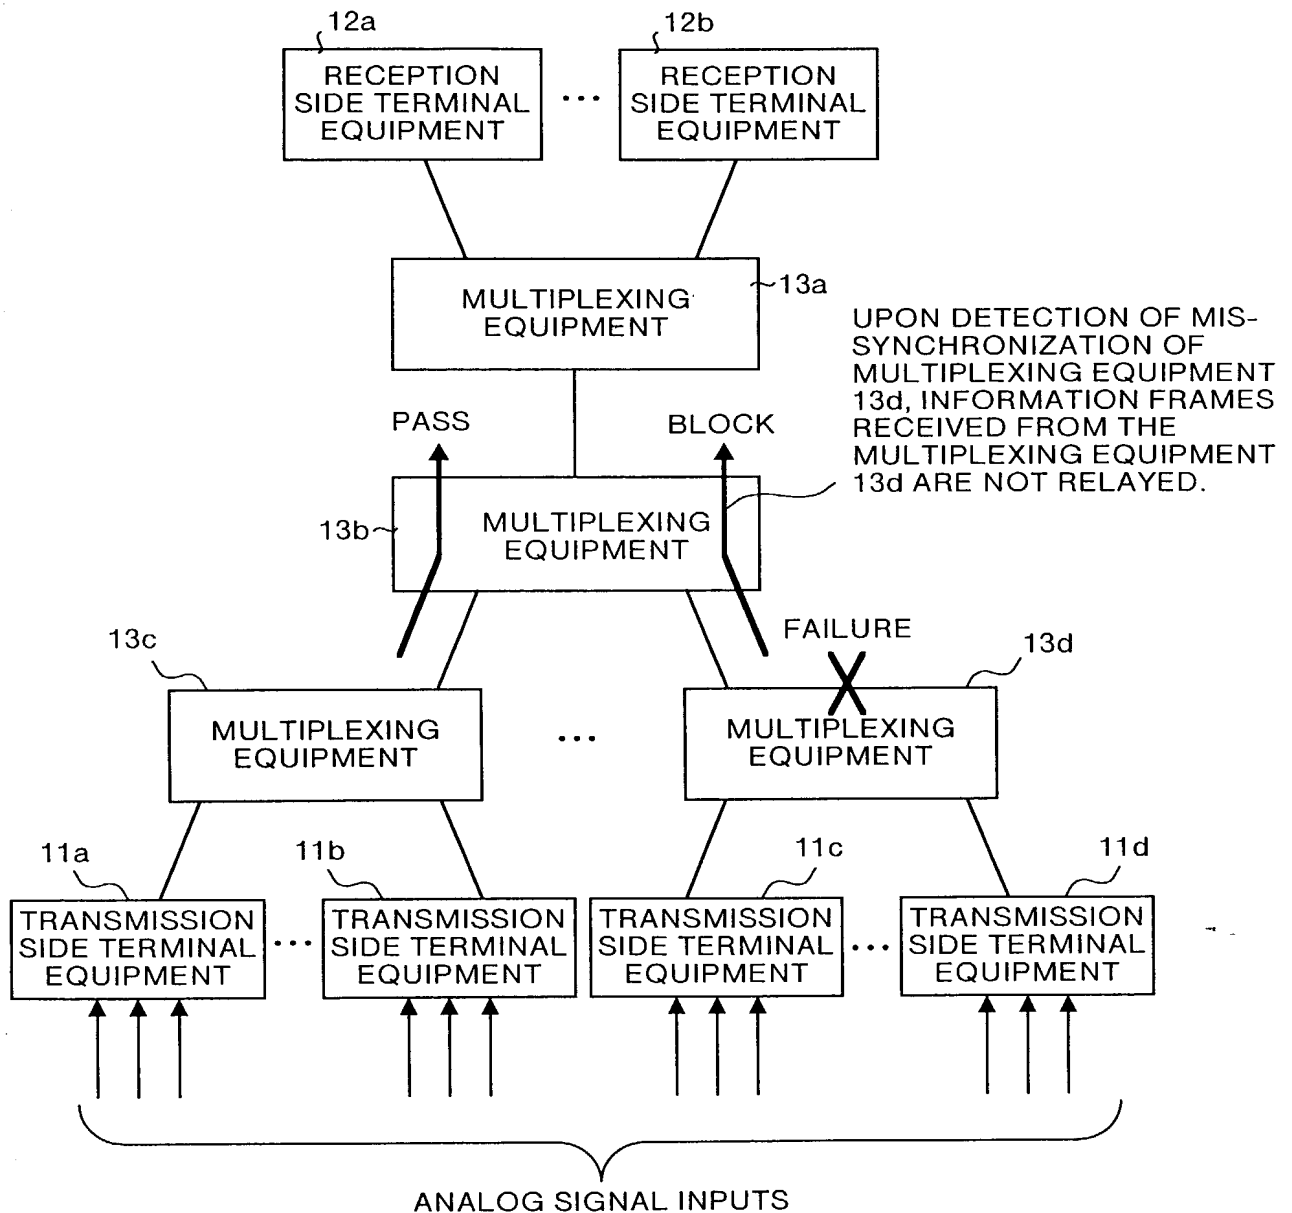 12a
12b
RECEPTION
SIDE TERMINAL
EQUIPMENT
...
RECEPTION
SIDE TERMINAL
EQUIPMENT
13a
MULTIPLEXING
EQUIPMENT
UPON DETECTION OF MIS-
SYNCHRONIZATION OF
MULTIPLEXING EQUIPMENT
13d, INFORMATION FRAMES
RECEIVED FROM THE
MULTIPLEXING EQUIPMENT
13d ARE NOT RELAYED.
PASS
BLOCK
13b
MULTIPLEXING
EQUIPMENT
FAILURE
13c
13d
MULTIPLEXING
EQUIPMENT
...
MULTIPLEXING
EQUIPMENT
11a
11b
11c
11d
TRANSMISSION
SIDE TERMINAL
EQUIPMENT
...
TRANSMISSION
SIDE TERMINAL
EQUIPMENT
TRANSMISSION
SIDE TERMINAL
EQUIPMENT
...
TRANSMISSION
SIDE TERMINAL
EQUIPMENT
ANALOG SIGNAL INPUTS